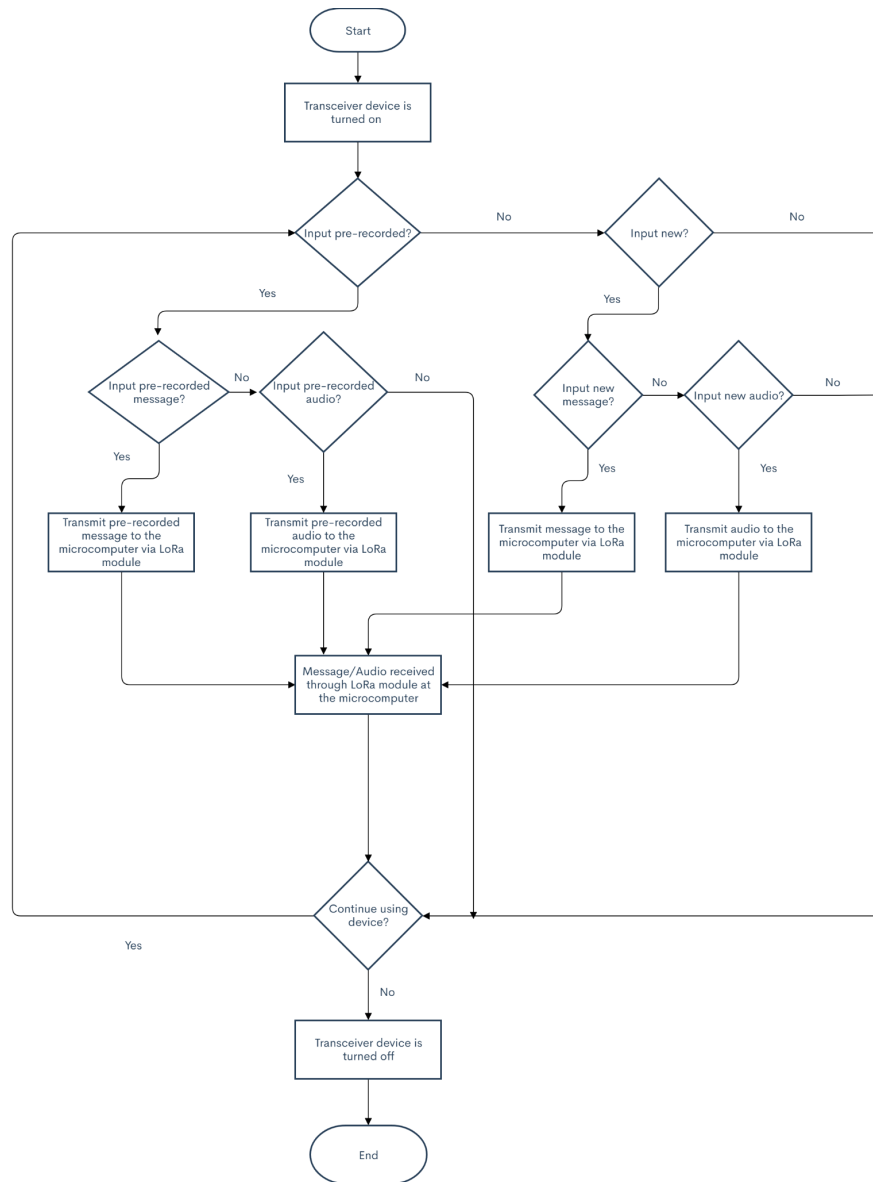 Start
Transceiver device is
turned on
Input pre-recorded?
No
Input new?
No
Yes
Yes
Input pre-recorded
message?
No
Input pre-recorded
audio?
No
Input new
message?
No
Input new audio?
No
Yes
Yes
Yes
Yes
Transmit pre-recorded
message to the
microcomputer via LoRa
module
Transmit pre-recorded
audio to the
microcomputer via LoRa
module
Transmit message to the
microcomputer via LoRa
module
Transmit audio to the
microcomputer via LoRa
module
Message/Audio received
through LoRa module at
the microcomputer
Continue using
device?
Yes
No
Transceiver device is
turned off
End